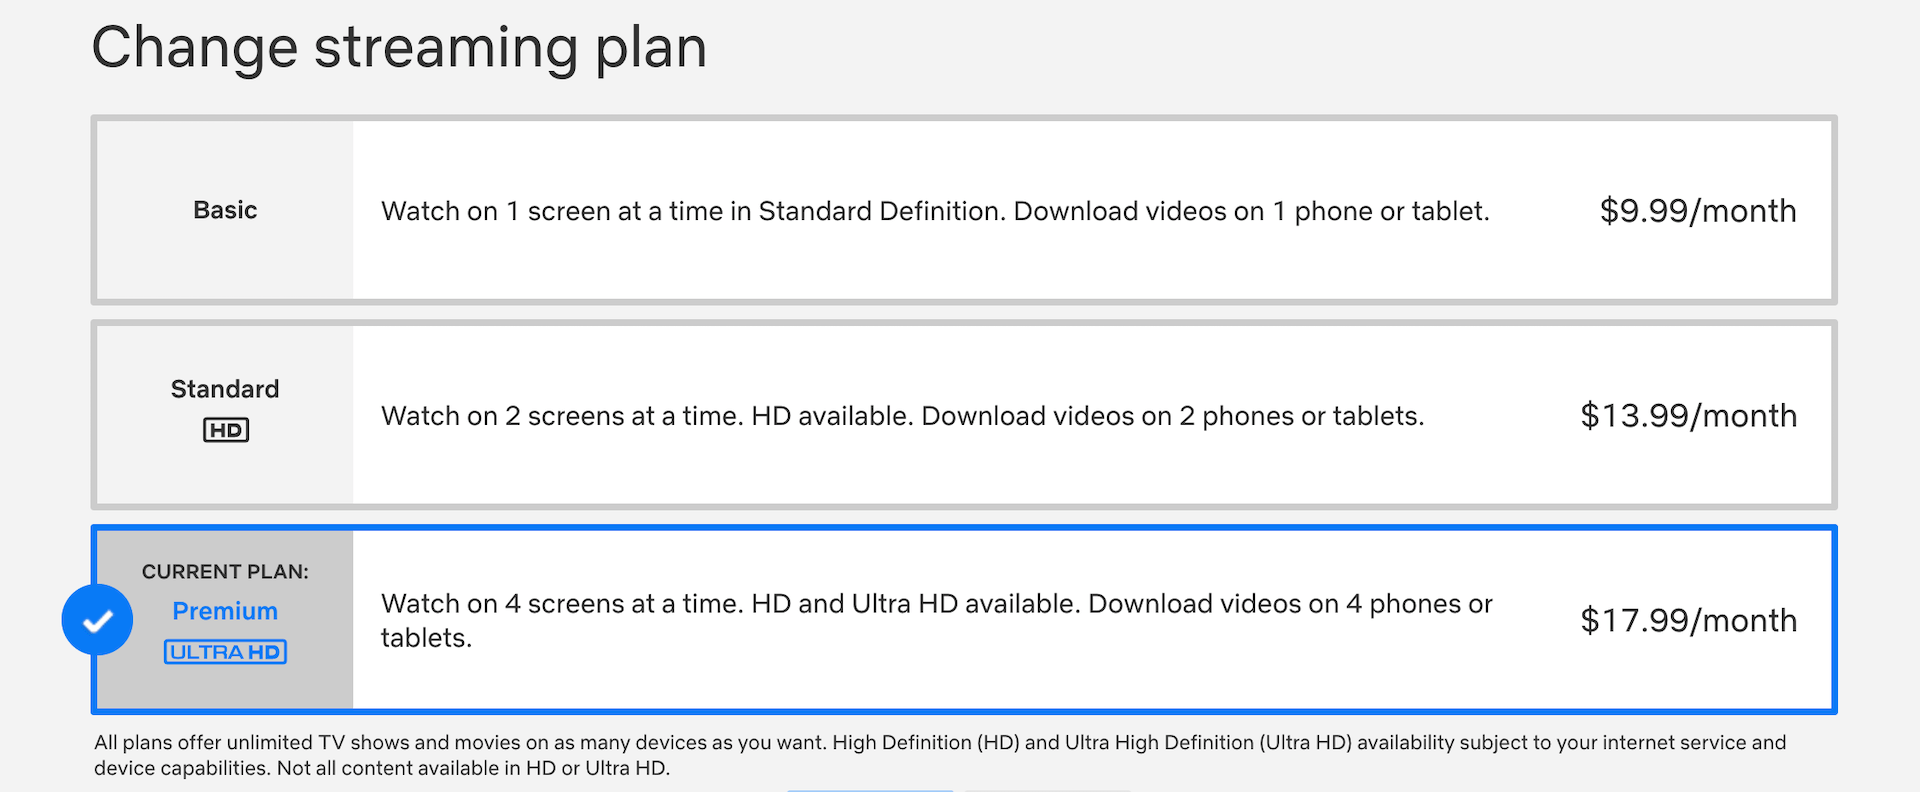 Change streaming plan
Basic
Watch on 1 screen at a time in Standard Definition. Download videos on 1 phone or tablet.
$9.99/month
Standard
HD
Watch on 2 screens at a time. HD available. Download videos on 2 phones or tablets.
$13.99/month
CURRENT PLAN:
Premium
ULTRA HD
Watch on 4 screens at a time. HD and Ultra HD available. Download videos on 4 phones or
tablets.
$17.99/month
All plans offer unlimited TV shows and movies on as many devices as you want. High Definition (HD) and Ultra High Definition (Ultra HD) availability subject to your internet service and
device capabilities. Not all content available in HD or Ultra HD.